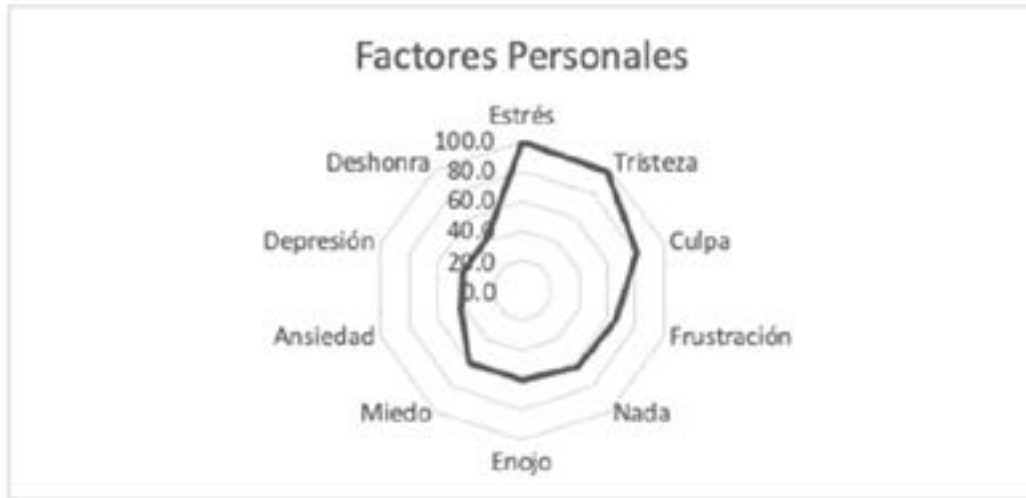 Factores Personales
Estrés
100.0
Deshonra
Tristeza
80.0
60.0
Depresión
40.0
Culpa
20.0
0.0
Ansiedad
Frustración
Miedo
Nada
Enojo